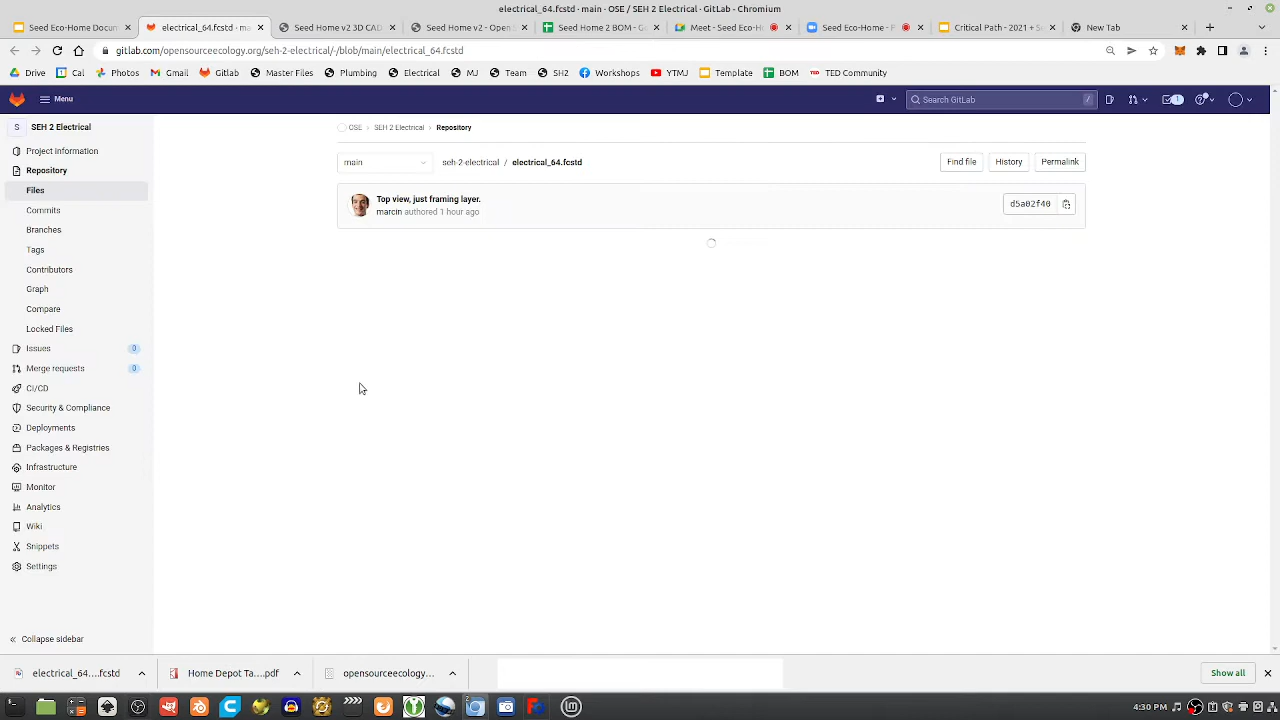 electrical_64.fcstd - main · OSE / SEH 2 Electrical · GitLab - Chromium
Seed Eco-Home Docum
electrical_64.fcstd · ma
Seed Home v2 3D CAD
Seed Home v2 - Open
Seed Home 2 BOM - G
Meet - Seed Eco-H
Seed Eco-Home - F
Critical Path - 2021 + S
New Tab
gitlab.com/opensourceecology.org/seh-2-electrical/-/blob/main/electrical_64.fcstd
Drive
Cal
Photos
Gmail
Gitlab
Master Files
Plumbing
Electrical
MJ
Team
SH2
Workshops
YTMJ
Template
BOM
TED
TED Community
Menu
Search GitLab
/
1
S
SEH 2 Electrical
Project information
Repository
Files
Commits
Branches
Tags
Contributors
Graph
Compare
Locked Files
Issues
0
Merge requests
0
CI/CD
Security & Compliance
Deployments
Packages & Registries
Infrastructure
Monitor
Analytics
Wiki
Snippets
Settings
Collapse sidebar
OSE › SEH 2 Electrical › Repository
main
seh-2-electrical / electrical_64.fcstd
Find file
History
Permalink
Top view, just framing layer.
marcin authored 1 hour ago
d5a02f40
electrical_64....fcstd
Home Depot Ta....pdf
opensourceecology....
Show all
4:30 PM